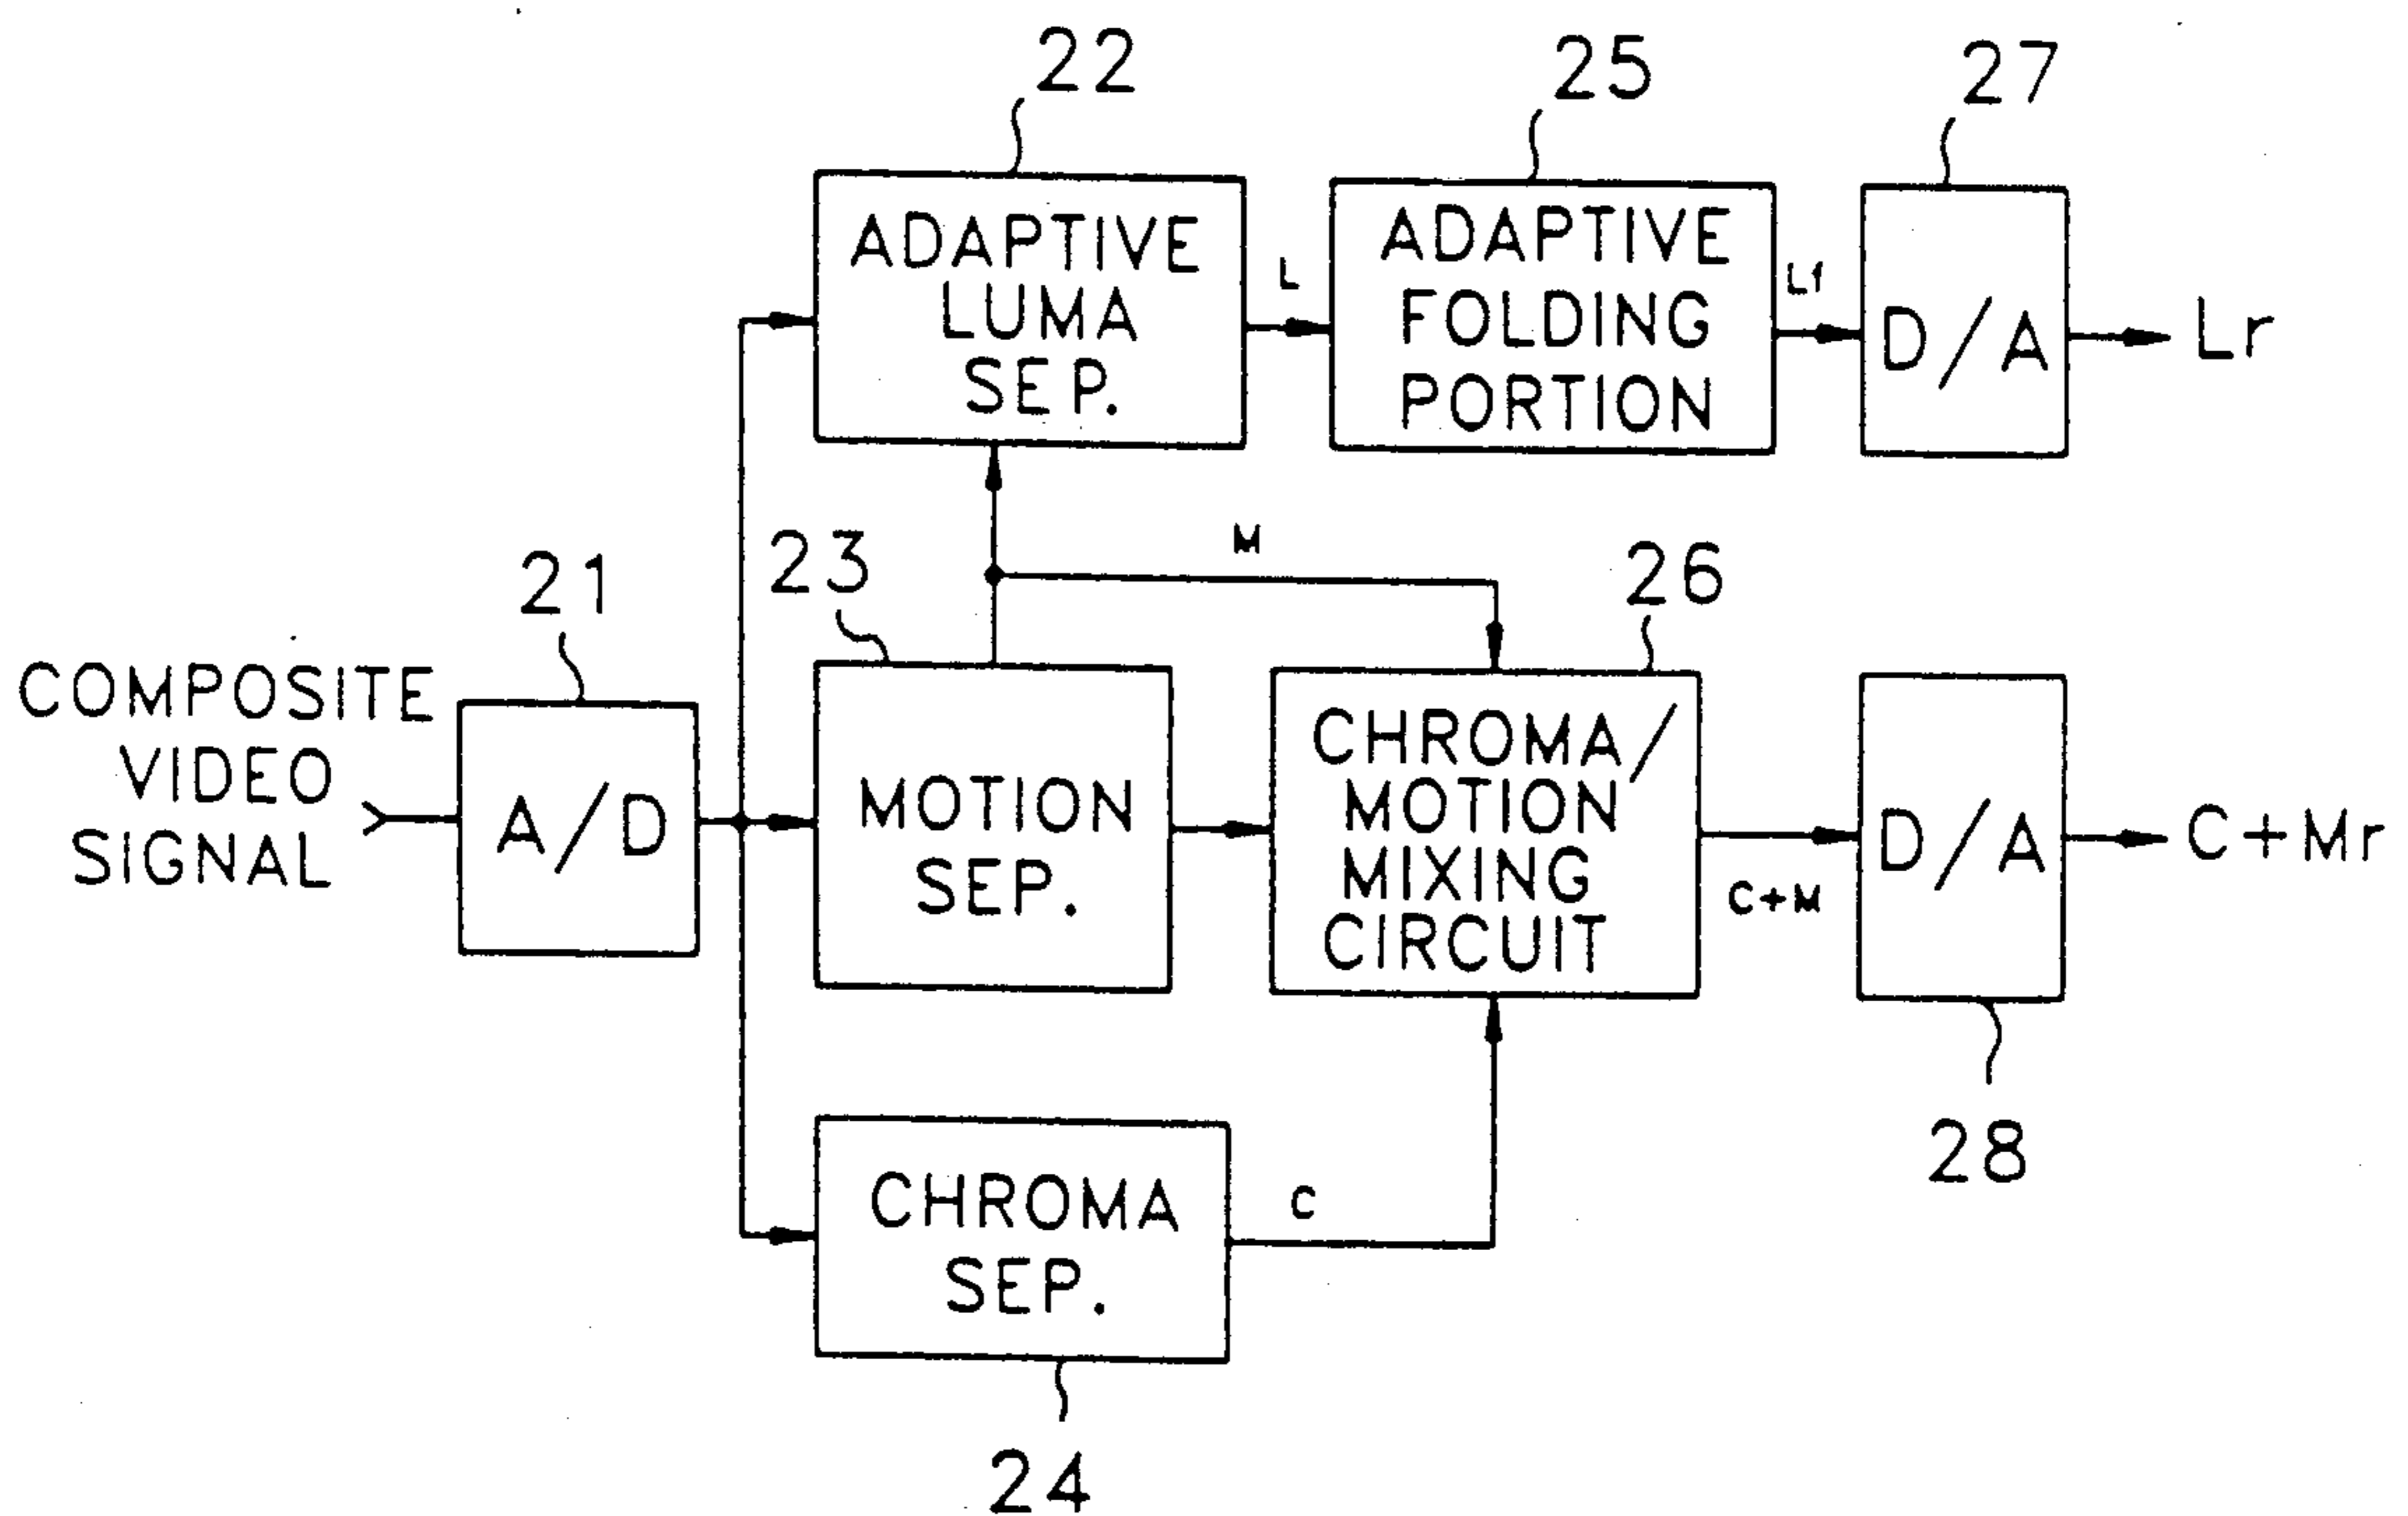 22
25
27
ADAPTIVE
LUMA
SEP.
L
ADAPTIVE
FOLDING
PORTION
Lf
D/A
Lr
M
23
26
21
COMPOSITE
VIDEO
SIGNAL
A/D
MOTION
SEP.
CHROMA/
MOTION
MIXING
CIRCUIT
C+M
D/A
C+Mr
28
CHROMA
SEP.
C
24